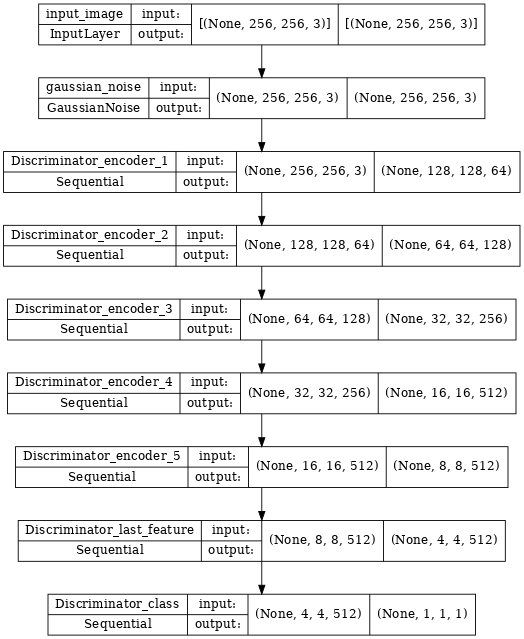 input_image input: [(None, 256, 256, 3)] [(None, 256, 256, 3)]
InputLayer output:
gaussian_noise input: (None, 256, 256, 3) (None, 256, 256, 3)
GaussianNoise output:
Discriminator_encoder_1 input: (None, 256, 256, 3) (None, 128, 128, 64)
Sequential output:
Discriminator_encoder_2 input: (None, 128, 128, 64) (None, 64, 64, 128)
Sequential output:
Discriminator_encoder_3 input: (None, 64, 64, 128) (None, 32, 32, 256)
Sequential output:
Discriminator_encoder_4 input: (None, 32, 32, 256) (None, 16, 16, 512)
Sequential output:
Discriminator_encoder_5 input: (None, 16, 16, 512) (None, 8, 8, 512)
Sequential output:
Discriminator_last_feature input: (None, 8, 8, 512) (None, 4, 4, 512)
Sequential output:
Discriminator_class input: (None, 4, 4, 512) (None, 1, 1, 1)
Sequential output: